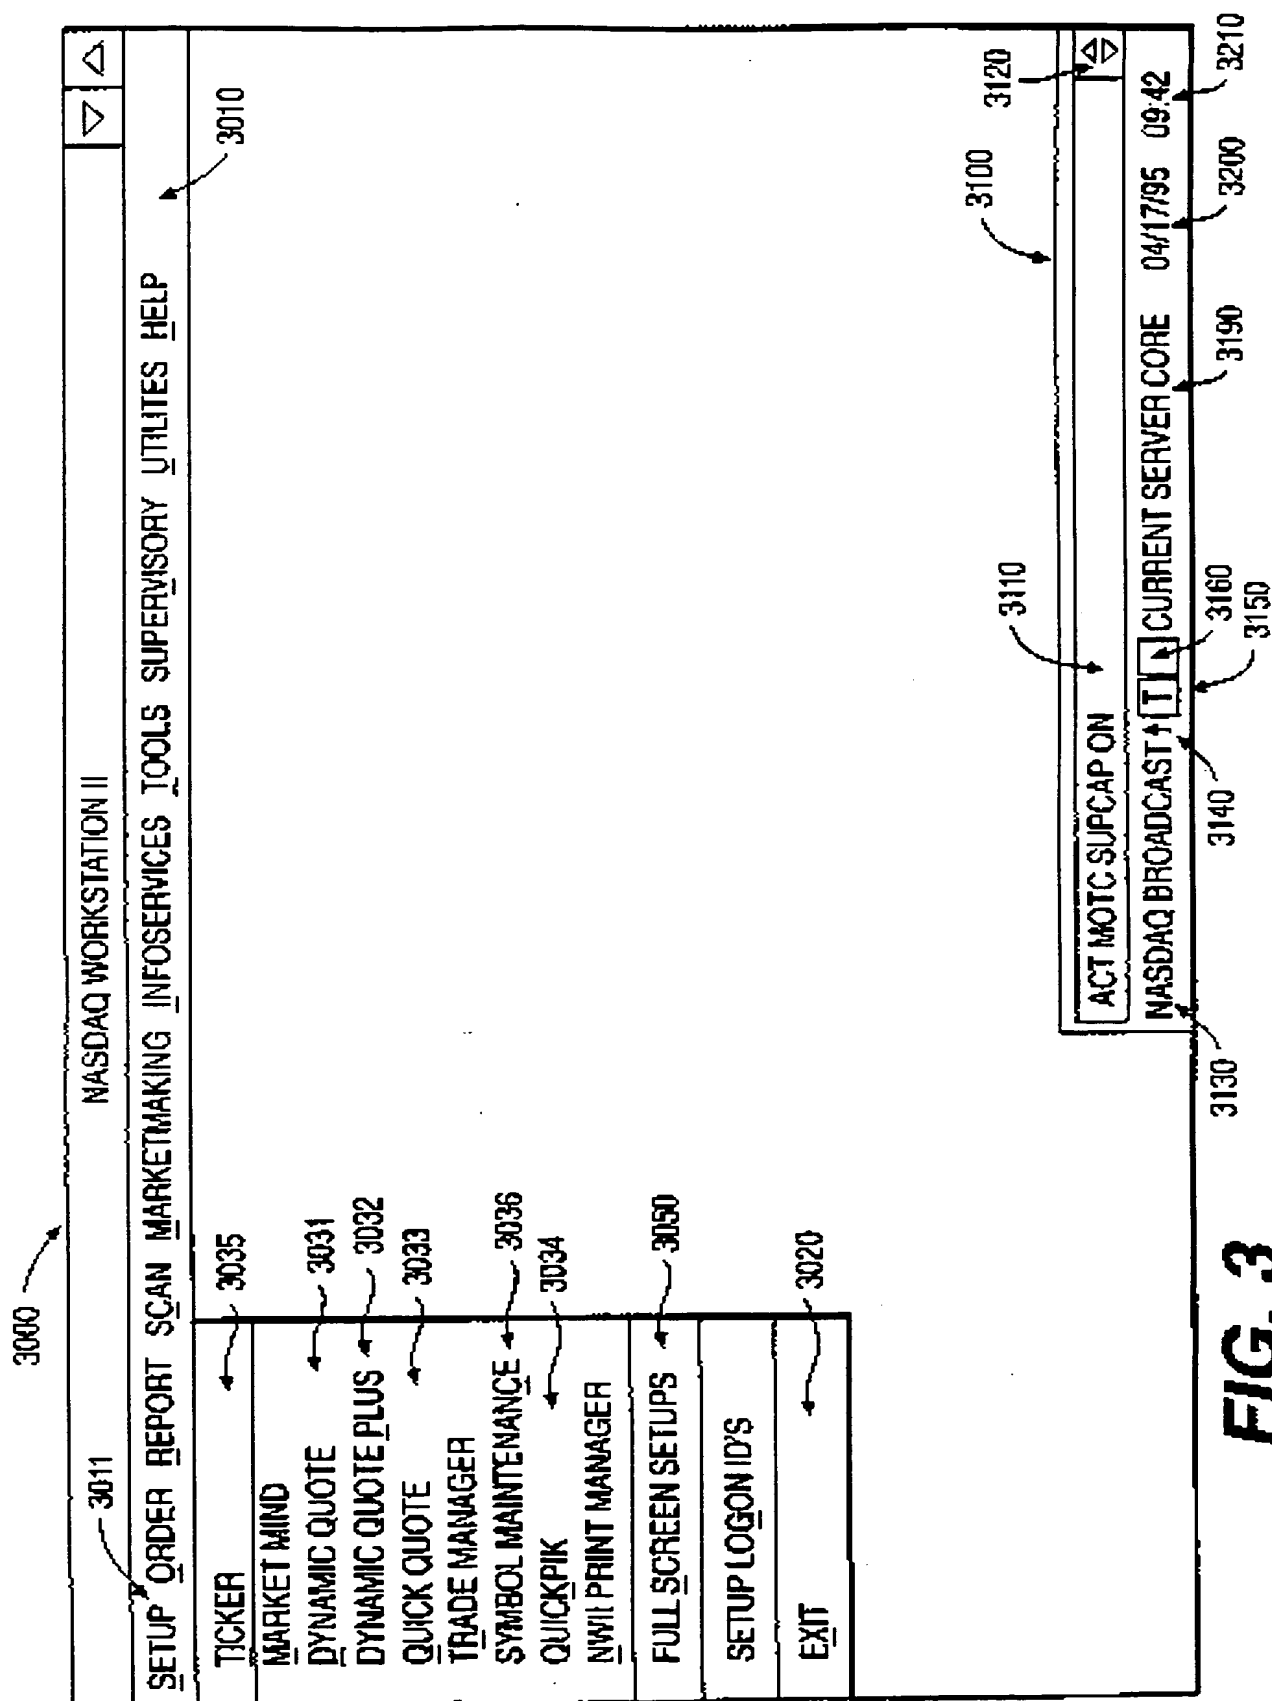 3000
NASDAQ WORKSTATION II
3011
SETUP ORDER REPORT SCAN MARKETMAKING INFOSERVICES TOOLS SUPERVISORY UTILITES HELP
3010
TICKER
3035
MARKET MIND
DYNAMIC QUOTE
3031
DYNAMIC QUOTE PLUS
3032
QUICK QUOTE
3033
TRADE MANAGER
SYMBOL MAINTENANCE
3036
QUICKPIK
3034
NWII PRINT MANAGER
FULL SCREEN SETUPS
3050
SETUP LOGON ID'S
EXIT
3020
3100
3110
3120
ACT MOTC SUPCAP ON
NASDAQ BROADCAST T CURRENT SERVER CORE 04/17/95 09:42
3130
3140
3150
3160
3190
3200
3210
FIG. 3